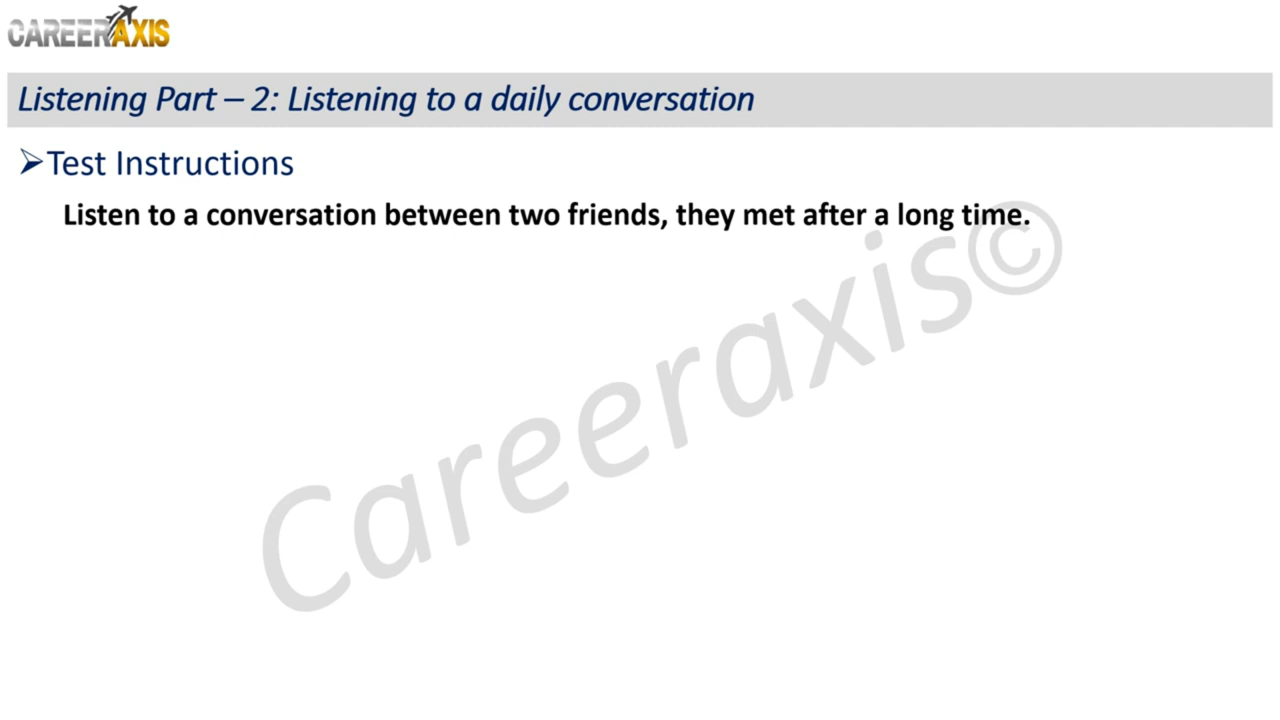 CAREERAXIS
Listening Part – 2: Listening to a daily conversation
➢Test Instructions
Listen to a conversation between two friends, they met after a long time.
Careeraxis©